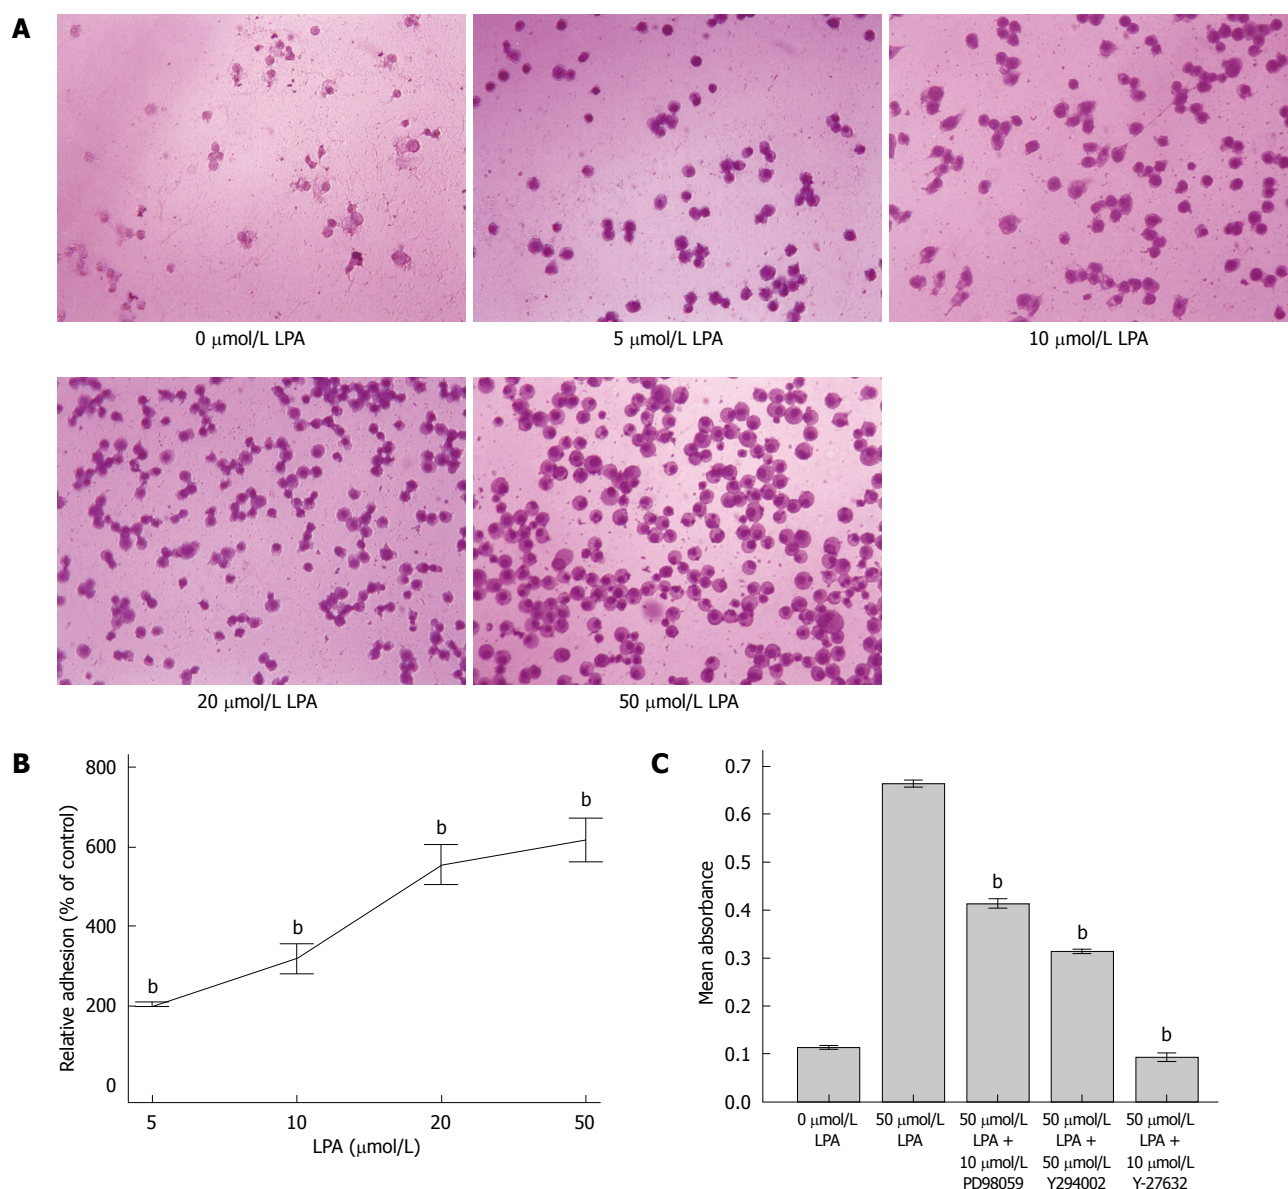 A
0 μmol/L LPA
5 μmol/L LPA
10 μmol/L LPA
20 μmol/L LPA
50 μmol/L LPA
B
Relative adhesion (% of control)
800
600
400
200
0
b
b
b
b
5
10
20
50
LPA (μmol/L)
C
Mean absorbance
0.7
0.6
0.5
0.4
0.3
0.2
0.1
0.0
b
b
b
0 μmol/L
LPA
50 μmol/L
LPA
50 μmol/L
LPA +
10 μmol/L
PD98059
50 μmol/L
LPA +
50 μmol/L
Y294002
50 μmol/L
LPA +
10 μmol/L
Y-27632